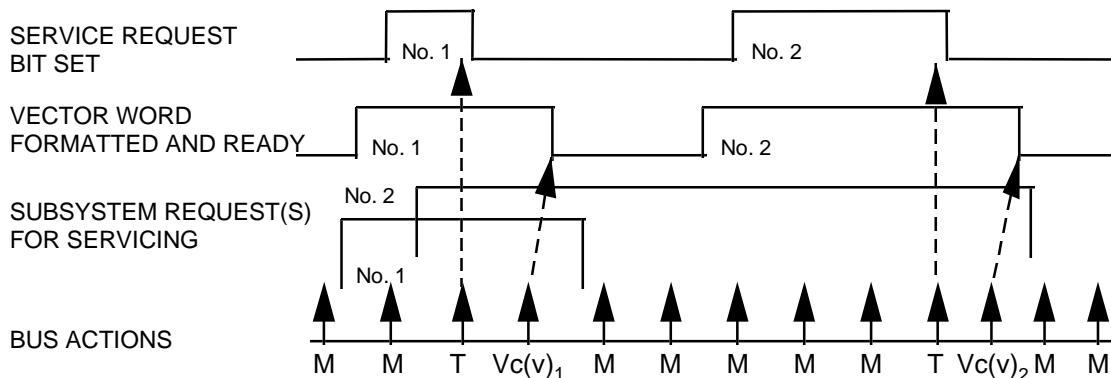 SERVICE REQUEST
BIT SET
No. 1
No. 2
VECTOR WORD
FORMATTED AND READY
No. 1
No. 2
No. 2
SUBSYSTEM REQUEST(S)
FOR SERVICING
No. 1
BUS ACTIONS
M M T Vc(v)1 M M M M M T Vc(v)2 M M